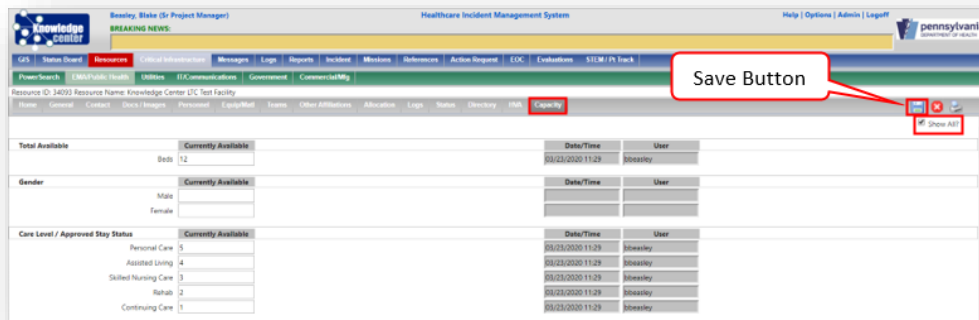 Beasley, Blake (Sr Project Manager)
Healthcare Incident Management System
Help | Options | Admin | Logoff
Knowledge center
BREAKING NEWS:
pennsylvani
DEPARTMENT OF HEALTH
GIS Status Board Resources Critical Infrastructure Messages Logs Reports Incident Missions References Action Request EOC Evaluations STEM / Pt Track
PowerSearch EMA/Public Health Utilities IT/Communications Government Commercial/Mfg
Save Button
Resource ID: 34093 Resource Name: Knowledge Center LTC Test Facility
Home General Contact Docs / Images Personnel Equip/Matl Teams Other Affiliations Allocation Logs Status Directory HVA Capacity
Show All?
Total Available Currently Available Date/Time User
Beds 12 03/23/2020 11:29 bbeasley
Gender Currently Available Date/Time User
Male
Female
Care Level / Approved Stay Status Currently Available Date/Time User
Personal Care 5 03/23/2020 11:29 bbeasley
Assisted Living 4 03/23/2020 11:29 bbeasley
Skilled Nursing Care 3 03/23/2020 11:29 bbeasley
Rehab 2 03/23/2020 11:29 bbeasley
Continuing Care 1 03/23/2020 11:29 bbeasley